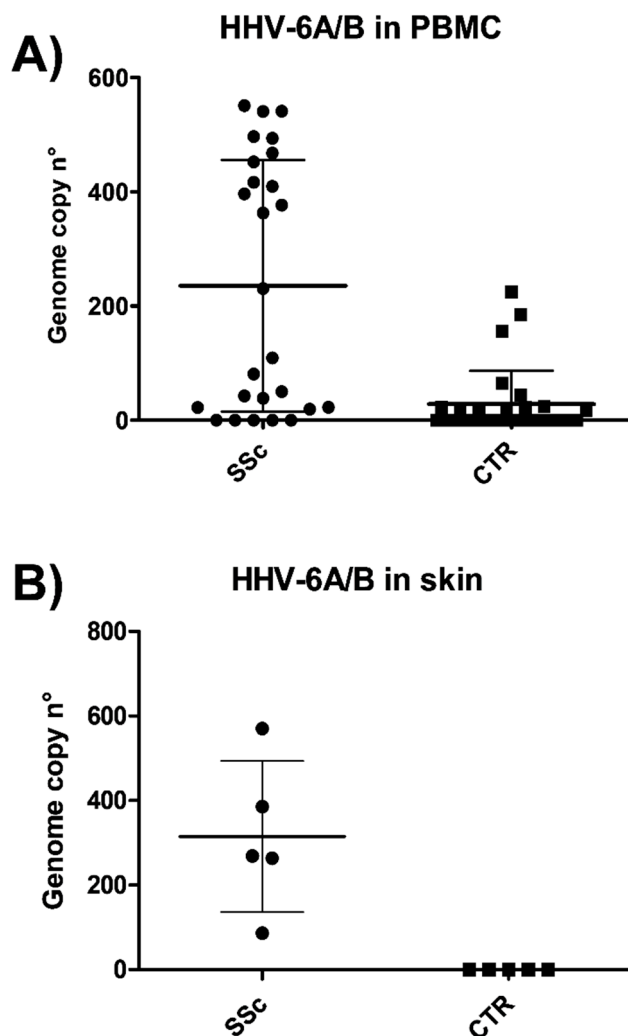 HHV-6A/B in PBMC
A)
600
400
200
0
Genome copy n°
SSc
CTR
HHV-6A/B in skin
B)
800
600
400
200
0
Genome copy n°
SSc
CTR